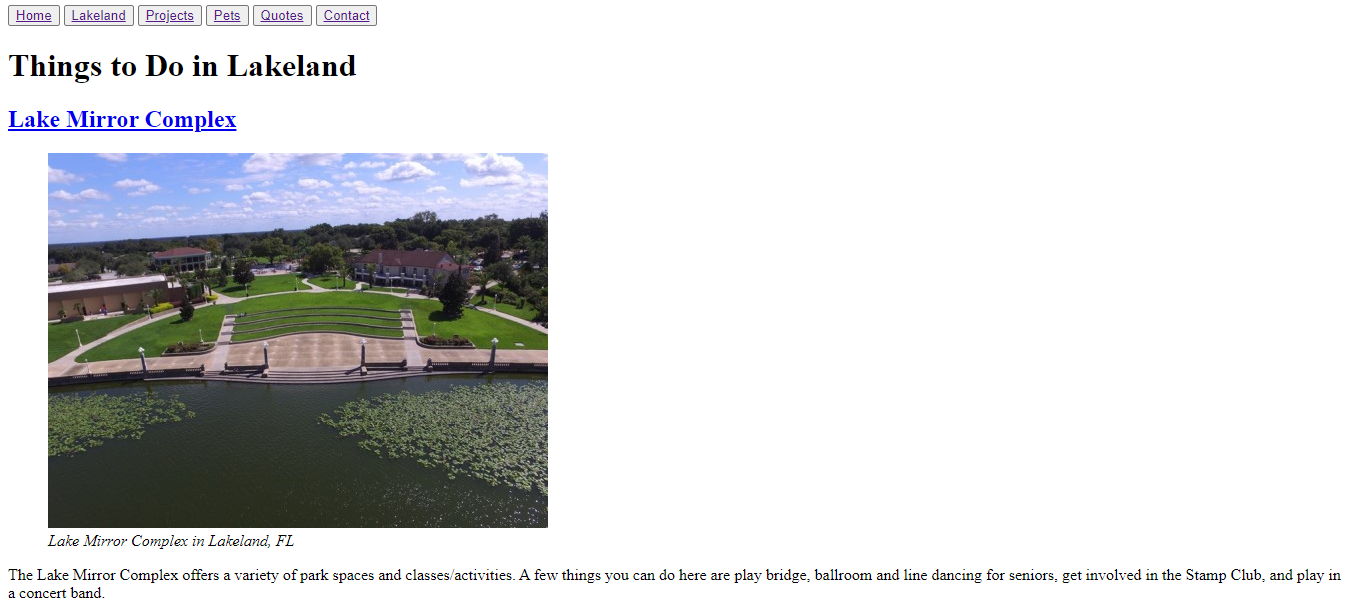 Home Lakeland Projects Pets Quotes Contact
Things to Do in Lakeland
Lake Mirror Complex
Lake Mirror Complex in Lakeland, FL
The Lake Mirror Complex offers a variety of park spaces and classes/activities. A few things you can do here are play bridge, ballroom and line dancing for seniors, get involved in the Stamp Club, and play in
a concert band.